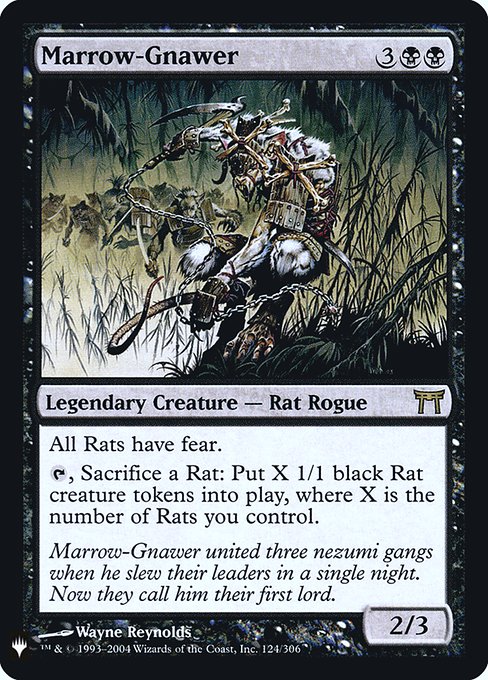 Marrow-Gnawer 3
Legendary Creature — Rat Rogue
All Rats have fear.
, Sacrifice a Rat: Put X 1/1 black Rat
creature tokens into play, where X is the
number of Rats you control.
Marrow-Gnawer united three nezumi gangs
when he slew their leaders in a single night.
Now they call him their first lord.
Wayne Reynolds
™ & © 1993–2004 Wizards of the Coast, Inc. 124/306
2/3